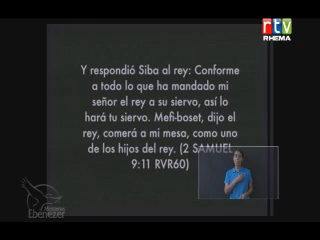 rtv
RHEMA
Y respondió Siba al rey: Conforme
a todo lo que ha mandado mi
señor el rey a su siervo, así lo
hará tu siervo. Mefi-boset, dijo el
rey, comerá a mi mesa, como uno
de los hijos del rey. (2 SAMUEL
9:11 RVR60)
Ministerios
Ebenezer